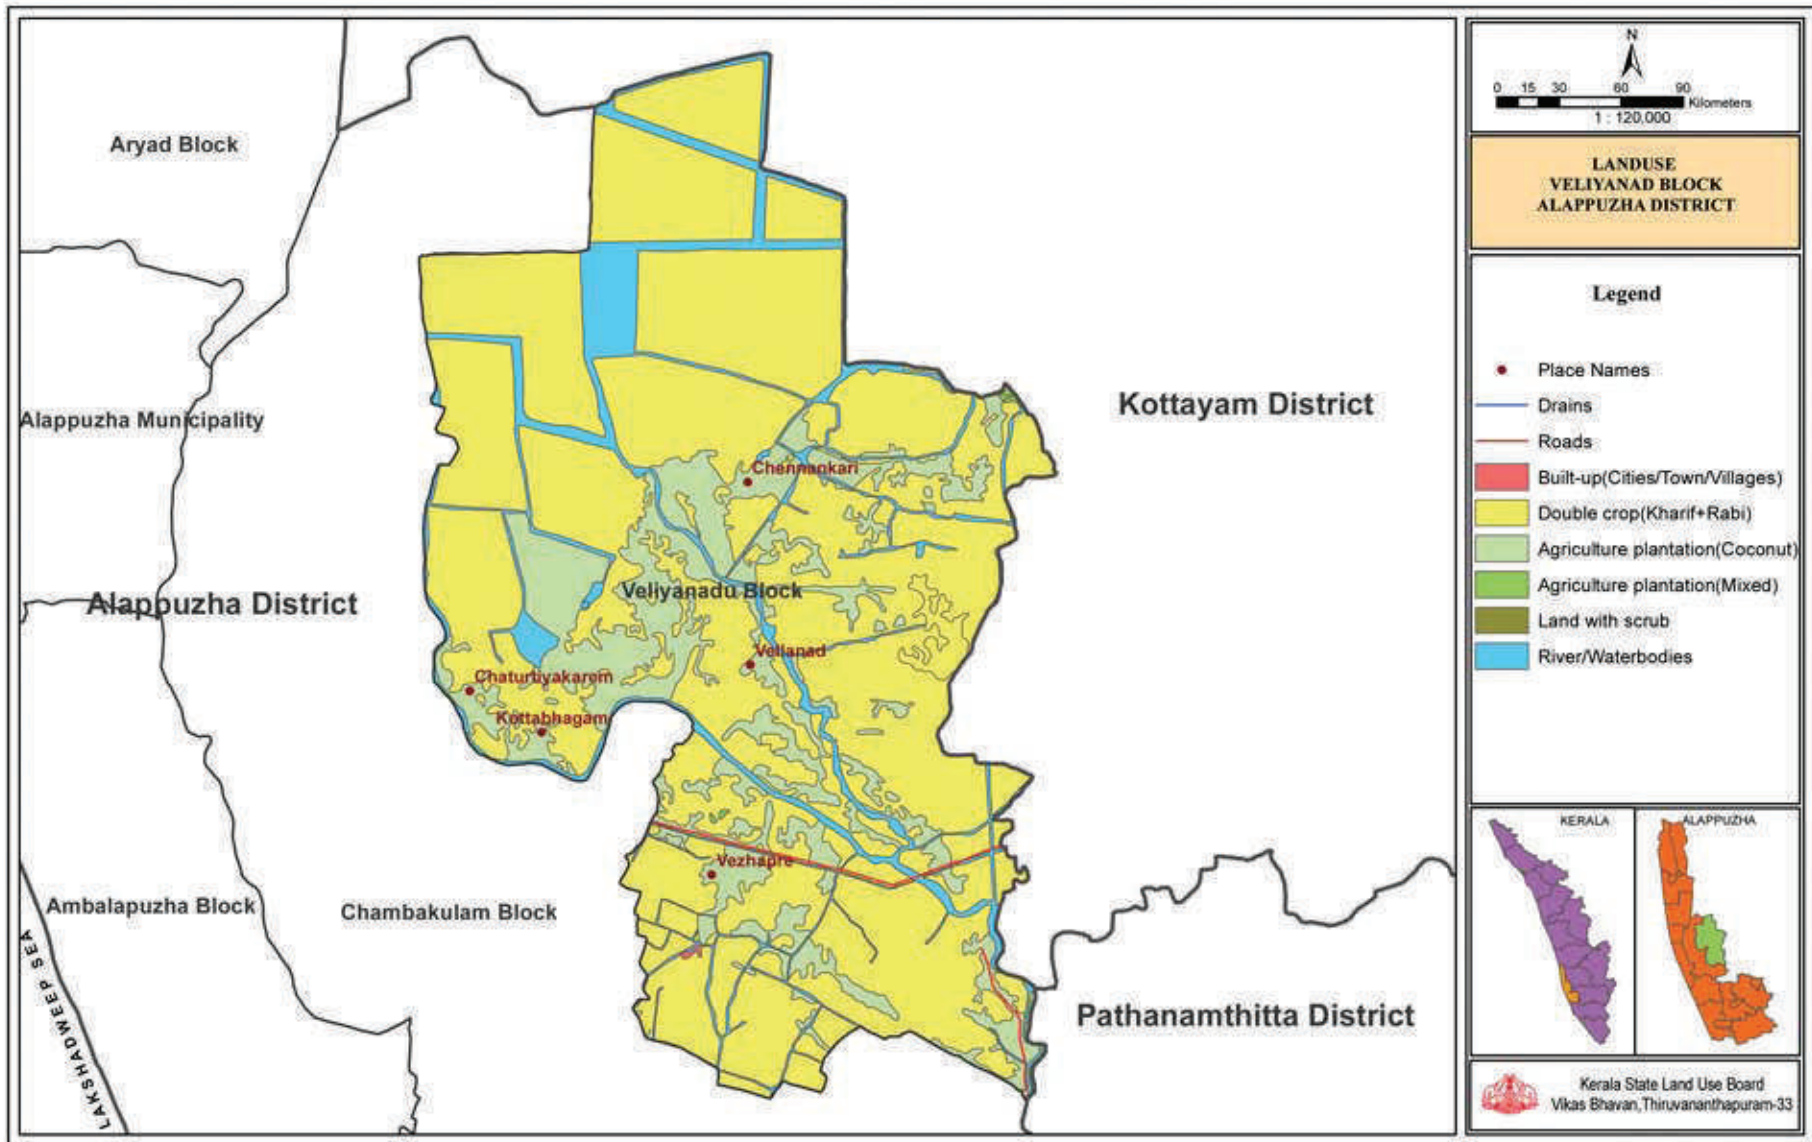 Aryad Block
Alappuzha Municipality
Alappuzha District
Ambalapuzha Block
Chambakulam Block
LAKSHADWEEP SEA
Kottayam District
Pathanamthitta District
Chennankari
Veliyanadu Block
Vellanad
Chaturthyakarem
Kottabhagam
Vezhapre
N
0 15 30 60 90
Kilometers
1 : 120,000
LANDUSE
VELIYANAD BLOCK
ALAPPUZHA DISTRICT
Legend
Place Names
Drains
Roads
Built-up(Cities/Town/Villages)
Double crop(Kharif+Rabi)
Agriculture plantation(Coconut)
Agriculture plantation(Mixed)
Land with scrub
River/Waterbodies
KERALA
ALAPPUZHA
Kerala State Land Use Board
Vikas Bhavan,Thiruvananthapuram-33